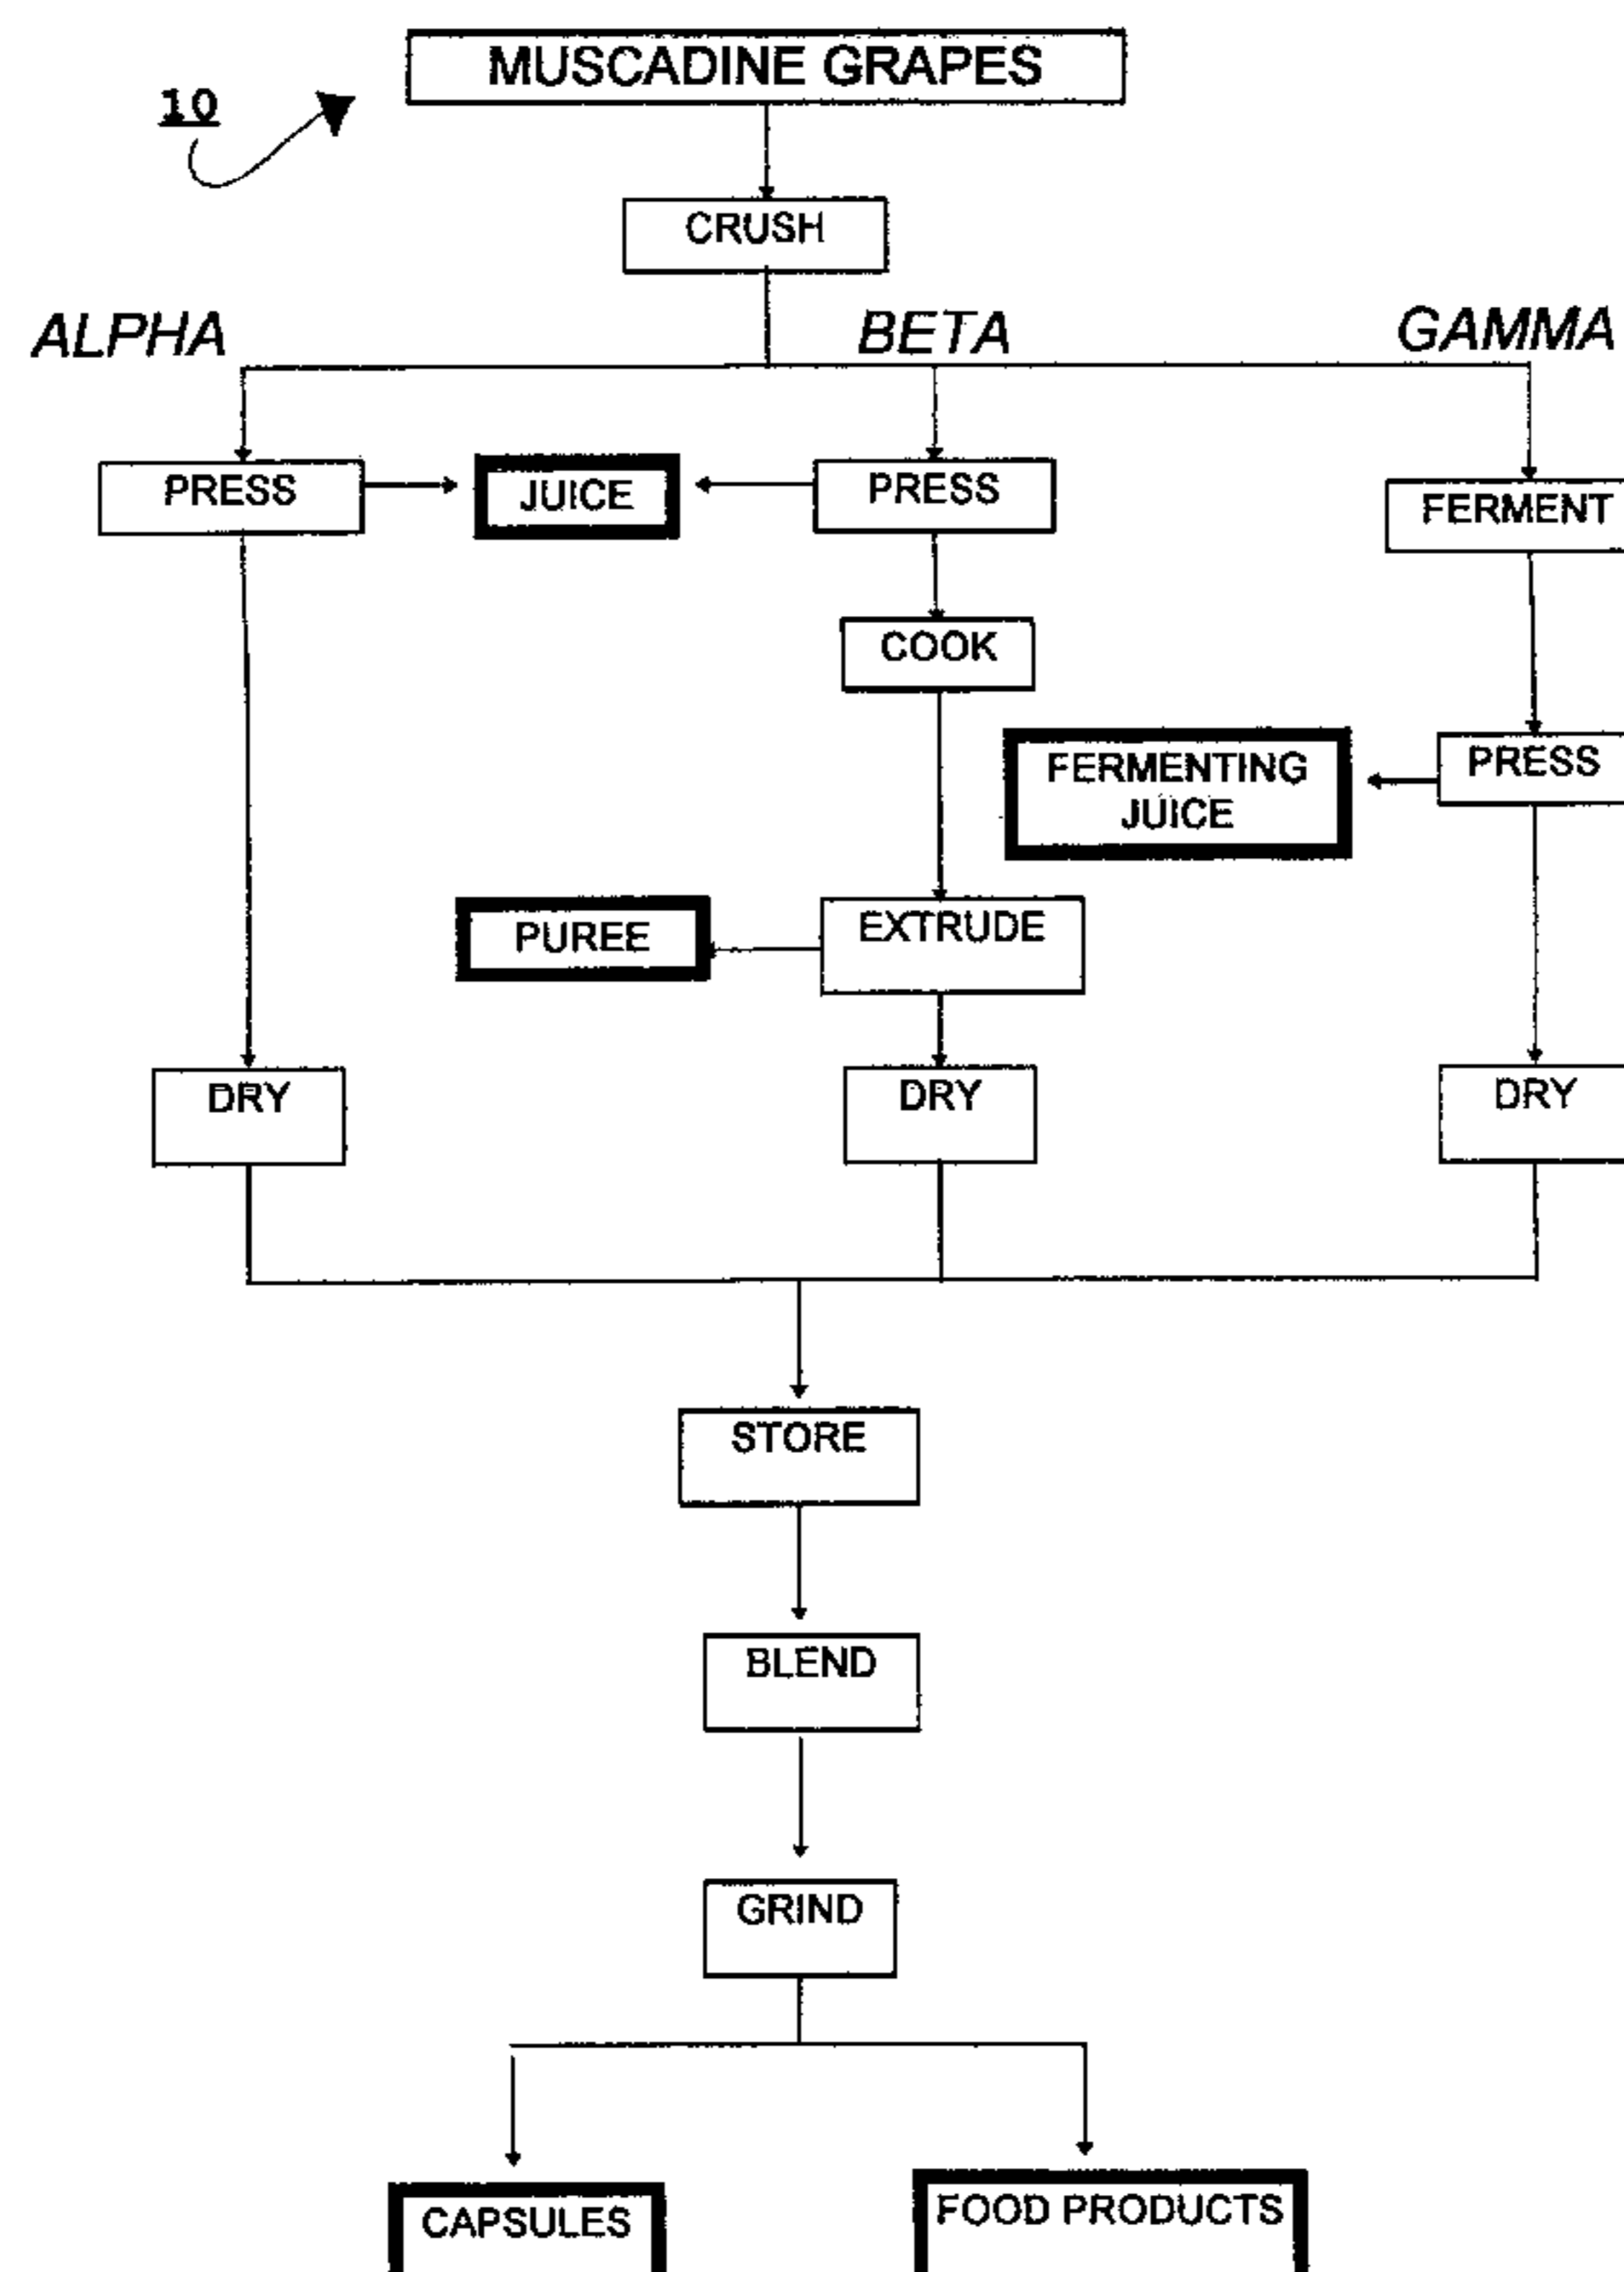 MUSCADINE GRAPES
10
CRUSH
ALPHA
BETA
GAMMA
PRESS
JUICE
PRESS
FERMENT
COOK
FERMENTING
JUICE
PRESS
PUREE
EXTRUDE
DRY
DRY
DRY
STORE
BLEND
GRIND
CAPSULES
FOOD PRODUCTS